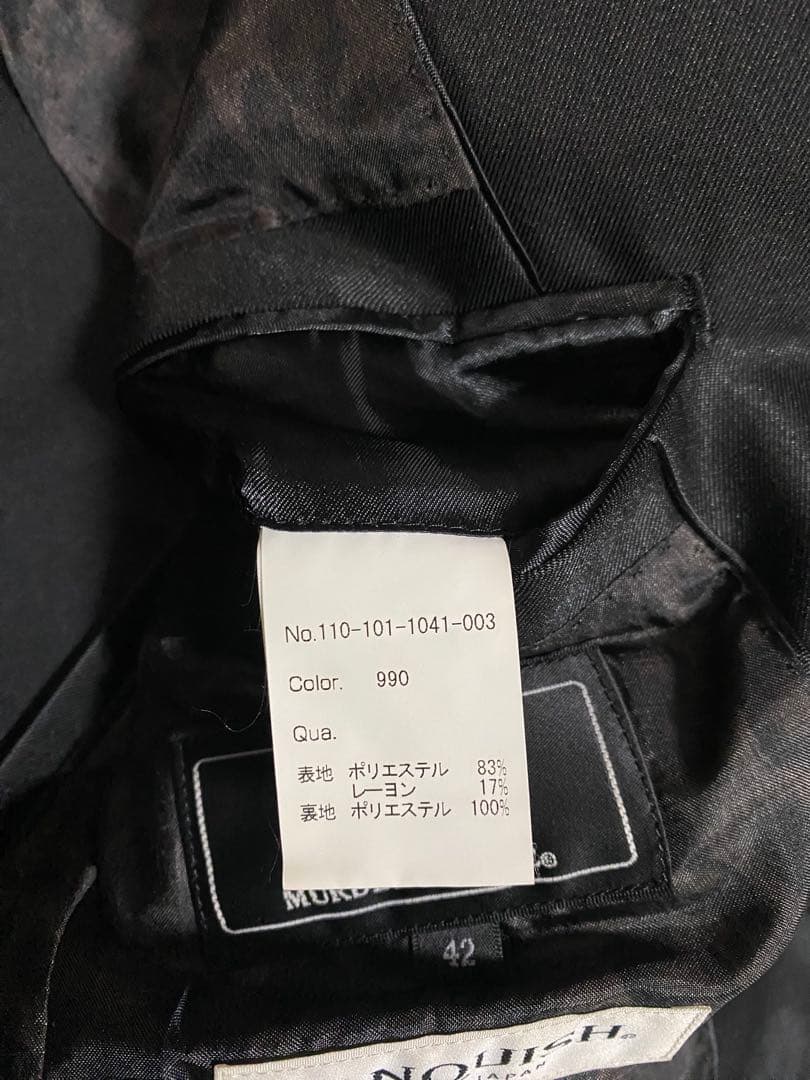 No.110-101-1041-003
Color. 990
Qua.
表地 ポリエステル 83%
レーヨン 17%
裏地 ポリエステル 100%
42
JAPAN